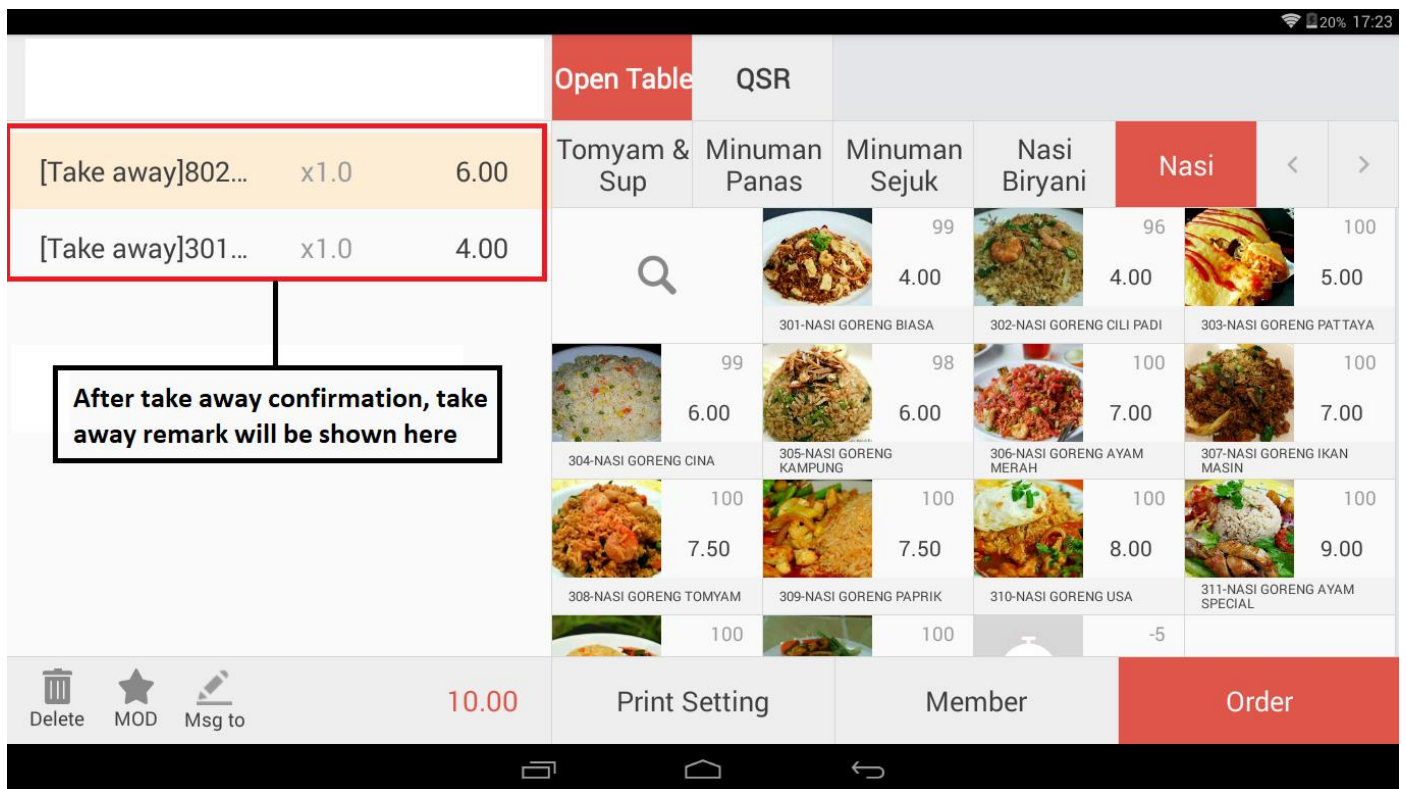 20% 17:23
Open Table QSR
Tomyam & Sup
Minuman Panas
Minuman Sejuk
Nasi Biryani
Nasi < >
[Take away]802... x1.0 6.00
[Take away]301... x1.0 4.00
After take away confirmation, take
away remark will be shown here
99
4.00
301-NASI GORENG BIASA
96
4.00
302-NASI GORENG CILI PADI
100
5.00
303-NASI GORENG PATTAYA
99
6.00
304-NASI GORENG CINA
98
6.00
305-NASI GORENG
KAMPUNG
100
7.00
306-NASI GORENG AYAM
MERAH
100
7.00
307-NASI GORENG IKAN
MASIN
100
7.50
308-NASI GORENG TOMYAM
100
7.50
309-NASI GORENG PAPRIK
100
8.00
310-NASI GORENG USA
100
9.00
311-NASI GORENG AYAM
SPECIAL
100
100
-5
Delete MOD Msg to 10.00
Print Setting Member Order